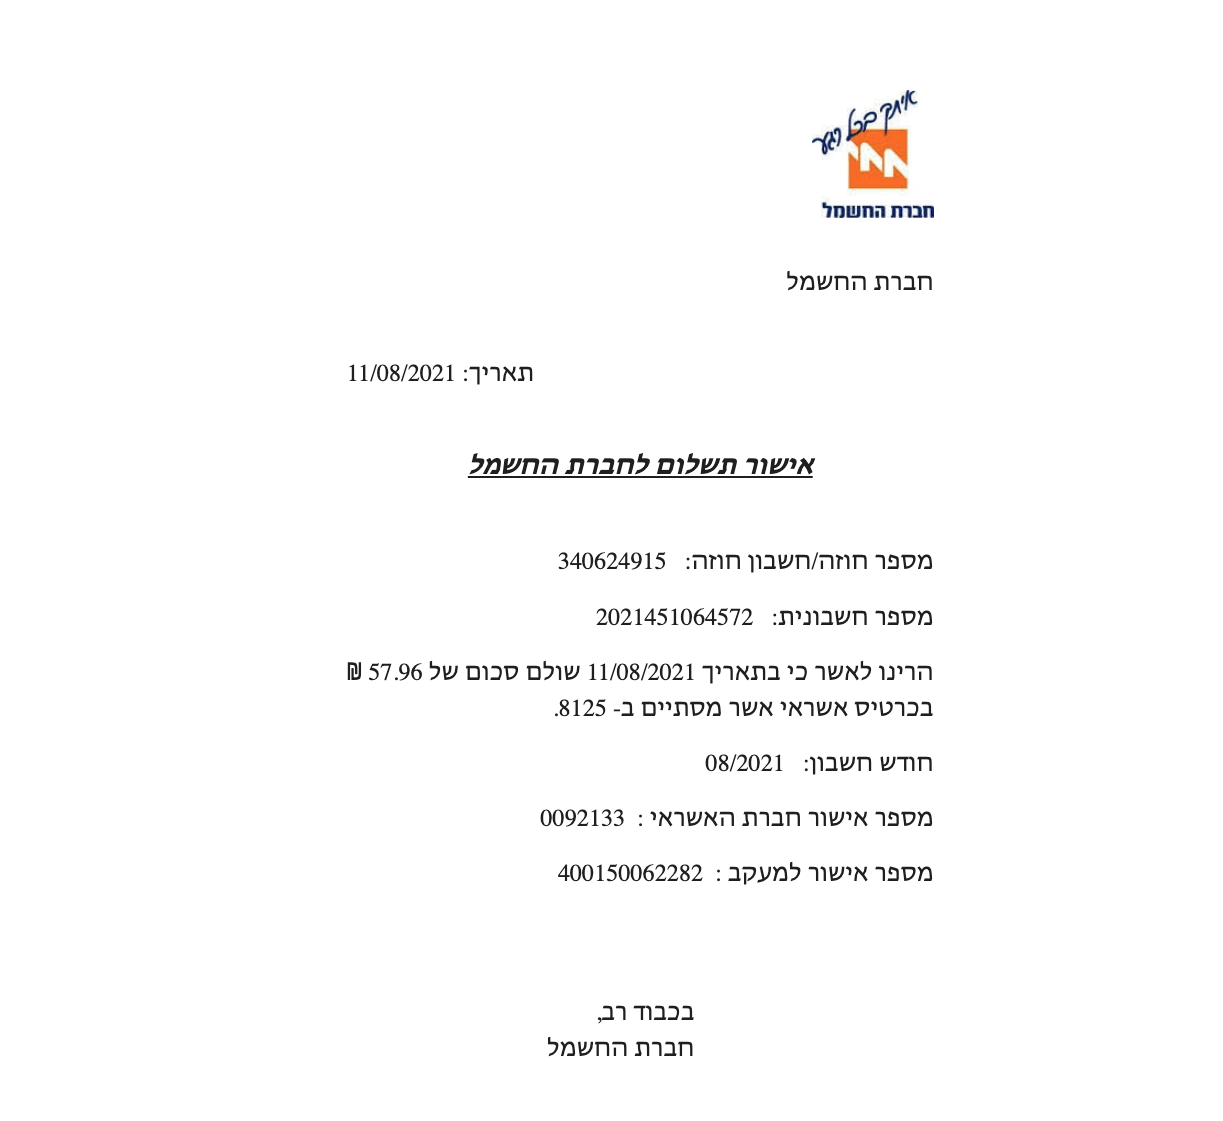 איתך בכל רגע
חברת החשמל
חברת החשמל
תאריך: 11/08/2021
אישור תשלום לחברת החשמל
מספר חוזה/חשבון חוזה: 340624915
מספר חשבונית: 2021451064572
הרינו לאשר כי בתאריך 11/08/2021 שולם סכום של 57.96 ₪
בכרטיס אשראי אשר מסתיים ב- 8125.
חודש חשבון: 08/2021
מספר אישור חברת האשראי : 0092133
מספר אישור למעקב : 400150062282
בכבוד רב,
חברת החשמל